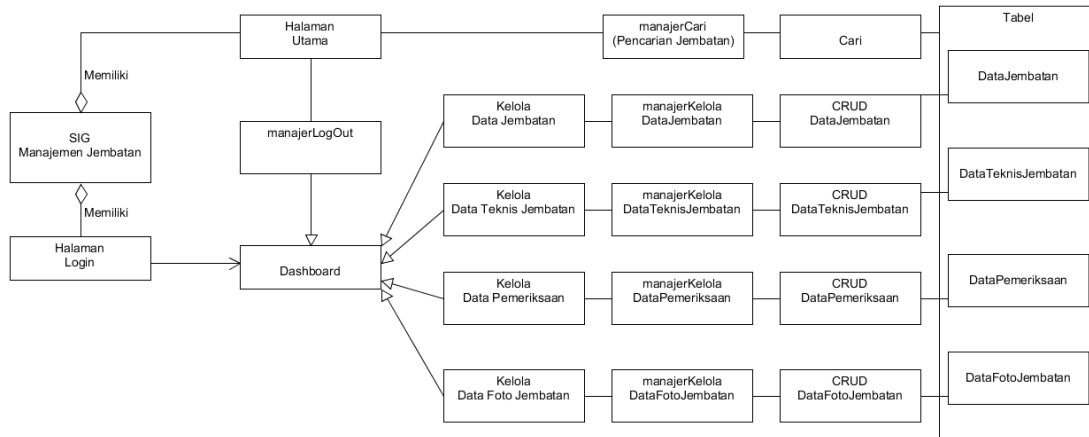 Halaman
Utama
manajerCari
(Pencarian Jembatan)
Cari
Tabel
Memiliki
DataJembatan
SIG
Manajemen Jembatan
manajerLogOut
Kelola
Data Jembatan
manajerKelola
DataJembatan
CRUD
DataJembatan
DataTeknisJembatan
Memiliki
Kelola
Data Teknis Jembatan
manajerKelola
DataTeknisJembatan
CRUD
DataTeknisJembatan
Halaman
Login
Dashboard
Kelola
Data Pemeriksaan
manajerKelola
DataPemeriksaan
CRUD
DataPemeriksaan
DataPemeriksaan
Kelola
Data Foto Jembatan
manajerKelola
DataFotoJembatan
CRUD
DataFotoJembatan
DataFotoJembatan